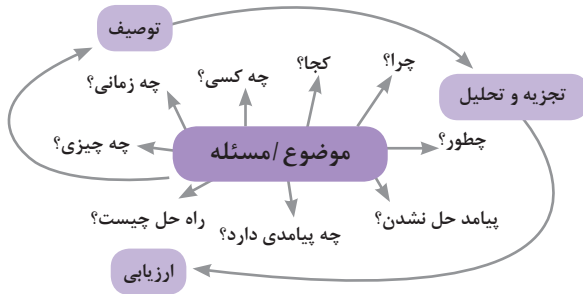 توصیف
چرا؟
کجا؟
چه کسی؟
چه زمانی؟
تجزیه و تحلیل
چطور؟
موضوع /مسئله
چه چیزی؟
پیامد حل نشدن؟
چه پیامدی دارد؟
راه حل چیست؟
ارزیابی